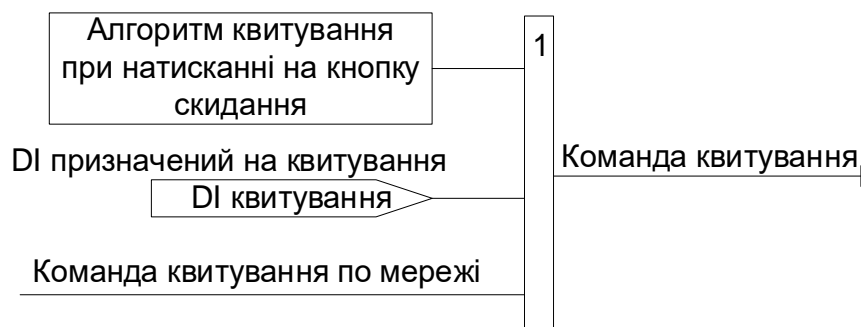 Алгоритм квитування
при натисканні на кнопку
скидання
1
DI призначений на квитування
DI квитування
Команда квитування
Команда квитування по мережі